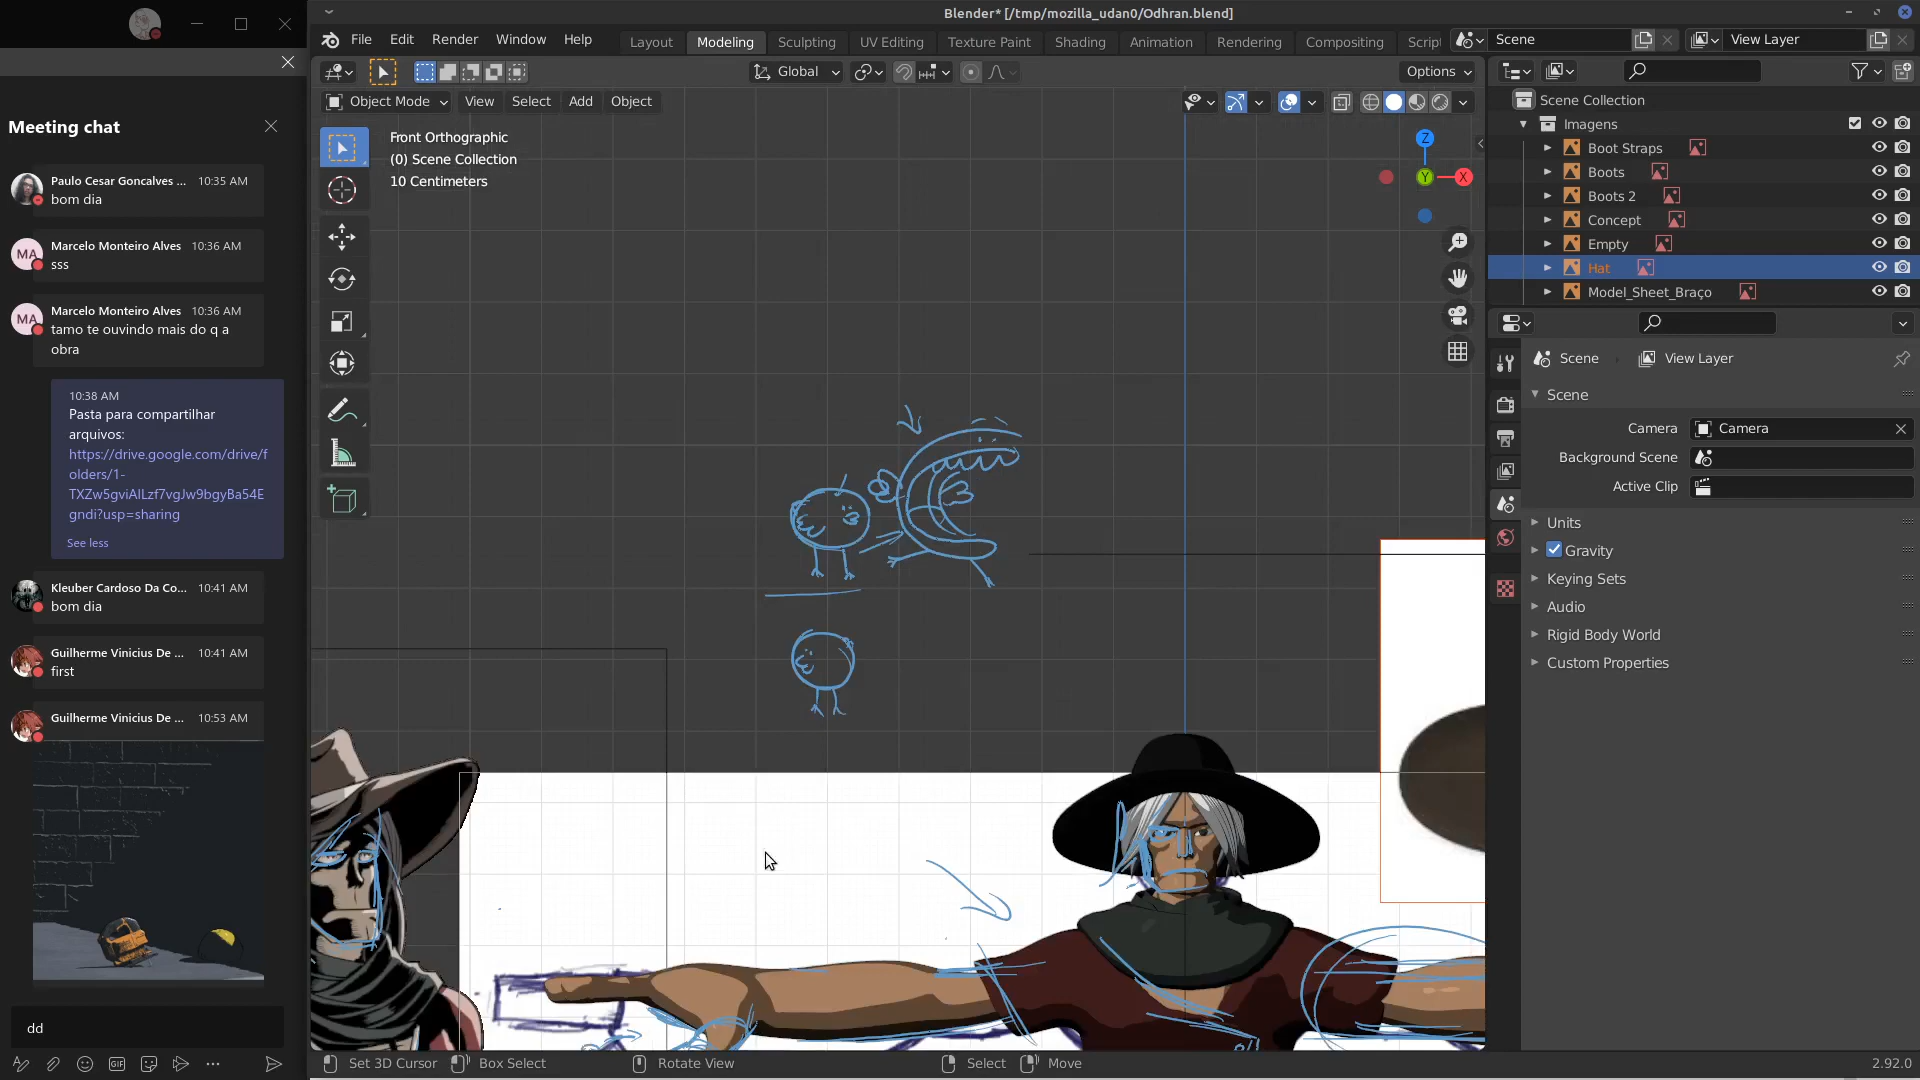 Blender* [/tmp/mozilla_udan0/Odhran.blend]
File Edit Render Window Help
Layout Modeling Sculpting UV Editing Texture Paint Shading Animation Rendering Compositing Script
Scene
View Layer
Global
Options
Object Mode View Select Add Object
Front Orthographic
(0) Scene Collection
10 Centimeters
Z
Y
X
Meeting chat
Paulo Cesar Goncalves ... 10:35 AM
bom dia
MA
Marcelo Monteiro Alves 10:36 AM
sss
MA
Marcelo Monteiro Alves 10:36 AM
tamo te ouvindo mais do q a
obra
10:38 AM
Pasta para compartilhar
arquivos:
https://drive.google.com/drive/f
olders/1-
TXZw5gviAlLzf7vgJw9bgyBa54E
gndi?usp=sharing
See less
Kleuber Cardoso Da Co... 10:41 AM
bom dia
Guilherme Vinicius De ... 10:41 AM
first
Guilherme Vinicius De ... 10:53 AM
dd
GIF
Scene Collection
Imagens
Boot Straps
Boots
Boots 2
Concept
Empty
Hat
Model_Sheet_Braço
Scene View Layer
Scene
Camera Camera
Background Scene
Active Clip
Units
Gravity
Keying Sets
Audio
Rigid Body World
Custom Properties
Set 3D Cursor Box Select Rotate View Select Move
2.92.0